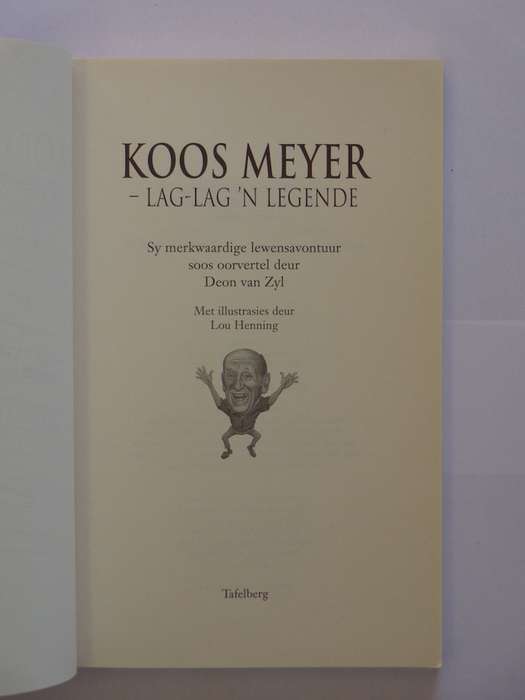 KOOS MEYER
– LAG-LAG 'N LEGENDE
Sy merkwaardige lewensavontuur
soos oorvertel deur
Deon van Zyl
Met illustrasies deur
Lou Henning
Tafelberg